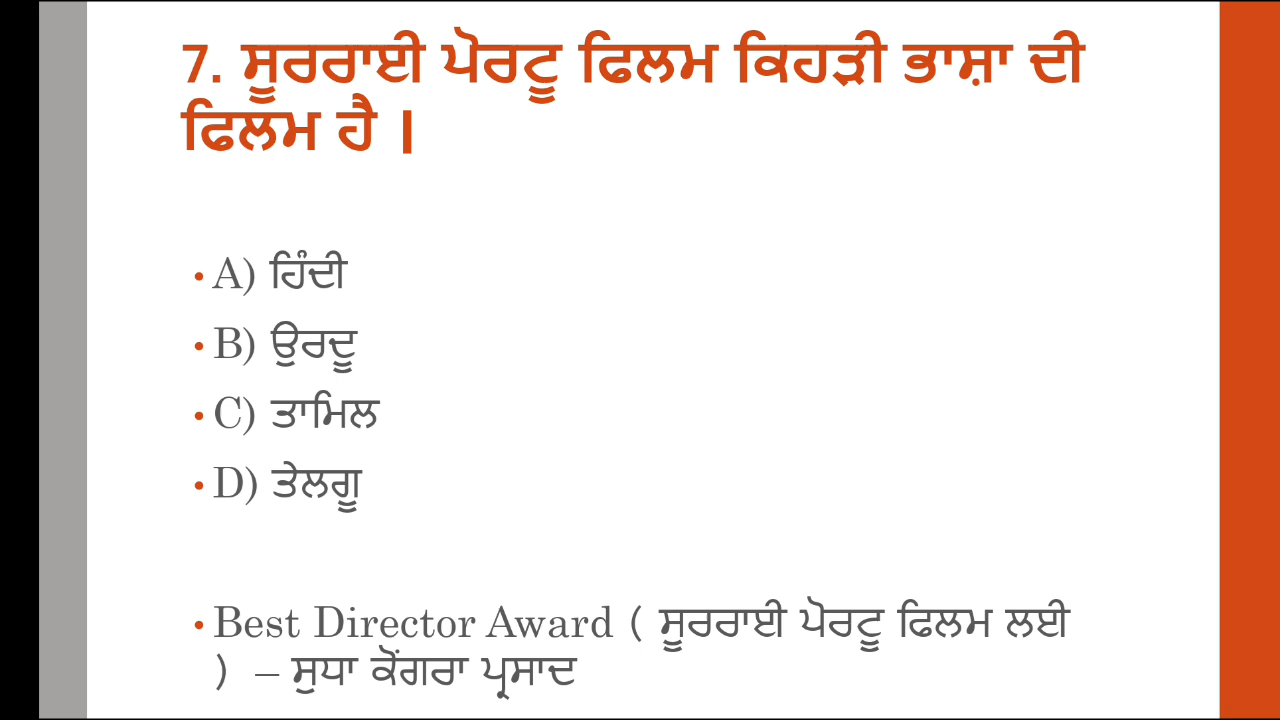 7. ਸੂਰਰਾਈ ਪੋਰਟੂ ਫਿਲਮ ਕਿਹੜੀ ਭਾਸ਼ਾ ਦੀ
ਫਿਲਮ ਹੈ ।
• A) ਹਿੰਦੀ
• B) ਉਰਦੂ
• C) ਤਾਮਿਲ
• D) ਤੇਲਗੂ
• Best Director Award ( ਸੂਰਰਾਈ ਪੋਰਟੂ ਫਿਲਮ ਲਈ
) – ਸੁਧਾ ਕੋਂਗਰਾ ਪ੍ਰਸਾਦ